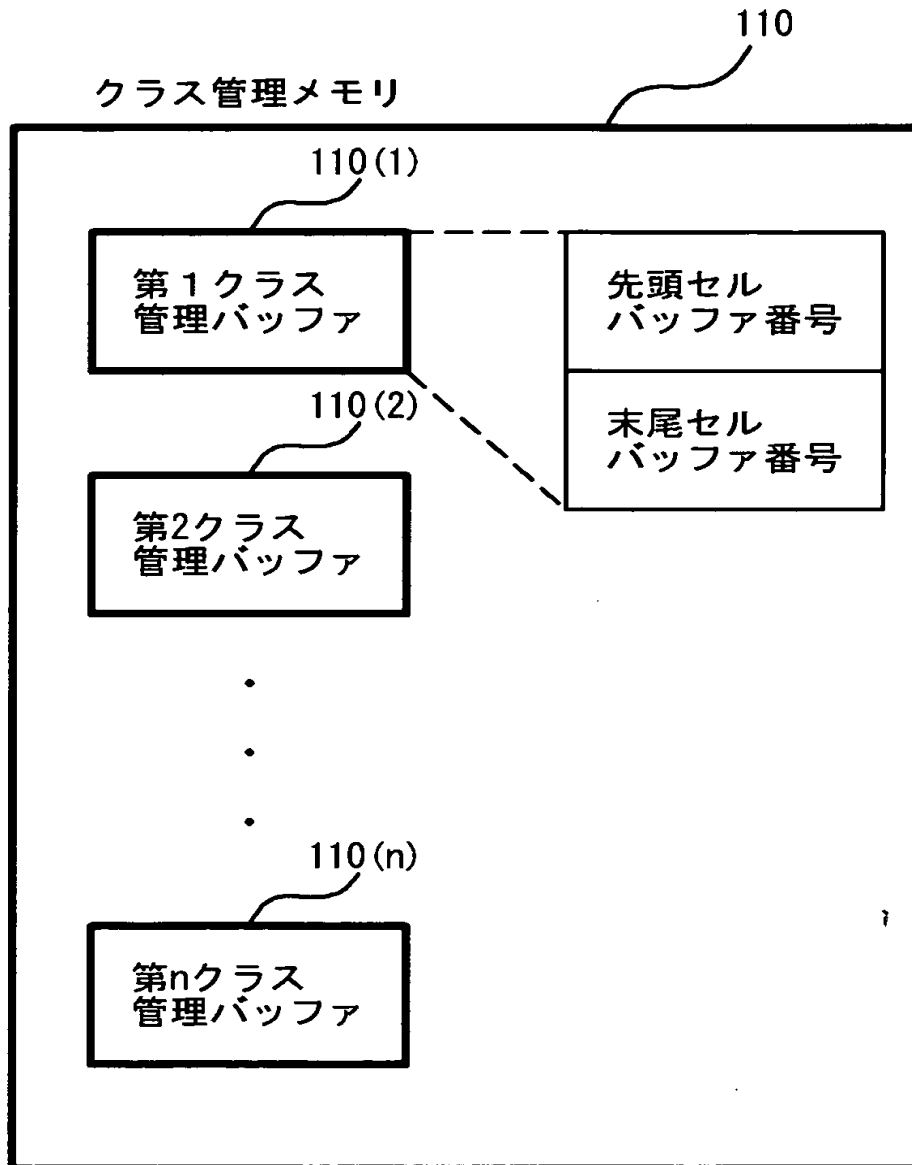 110
クラス管理メモリ
110(1)
第１クラス
管理バッファ
先頭セル
バッファ番号
末尾セル
バッファ番号
110(2)
第2クラス
管理バッファ
110(n)
第nクラス
管理バッファ